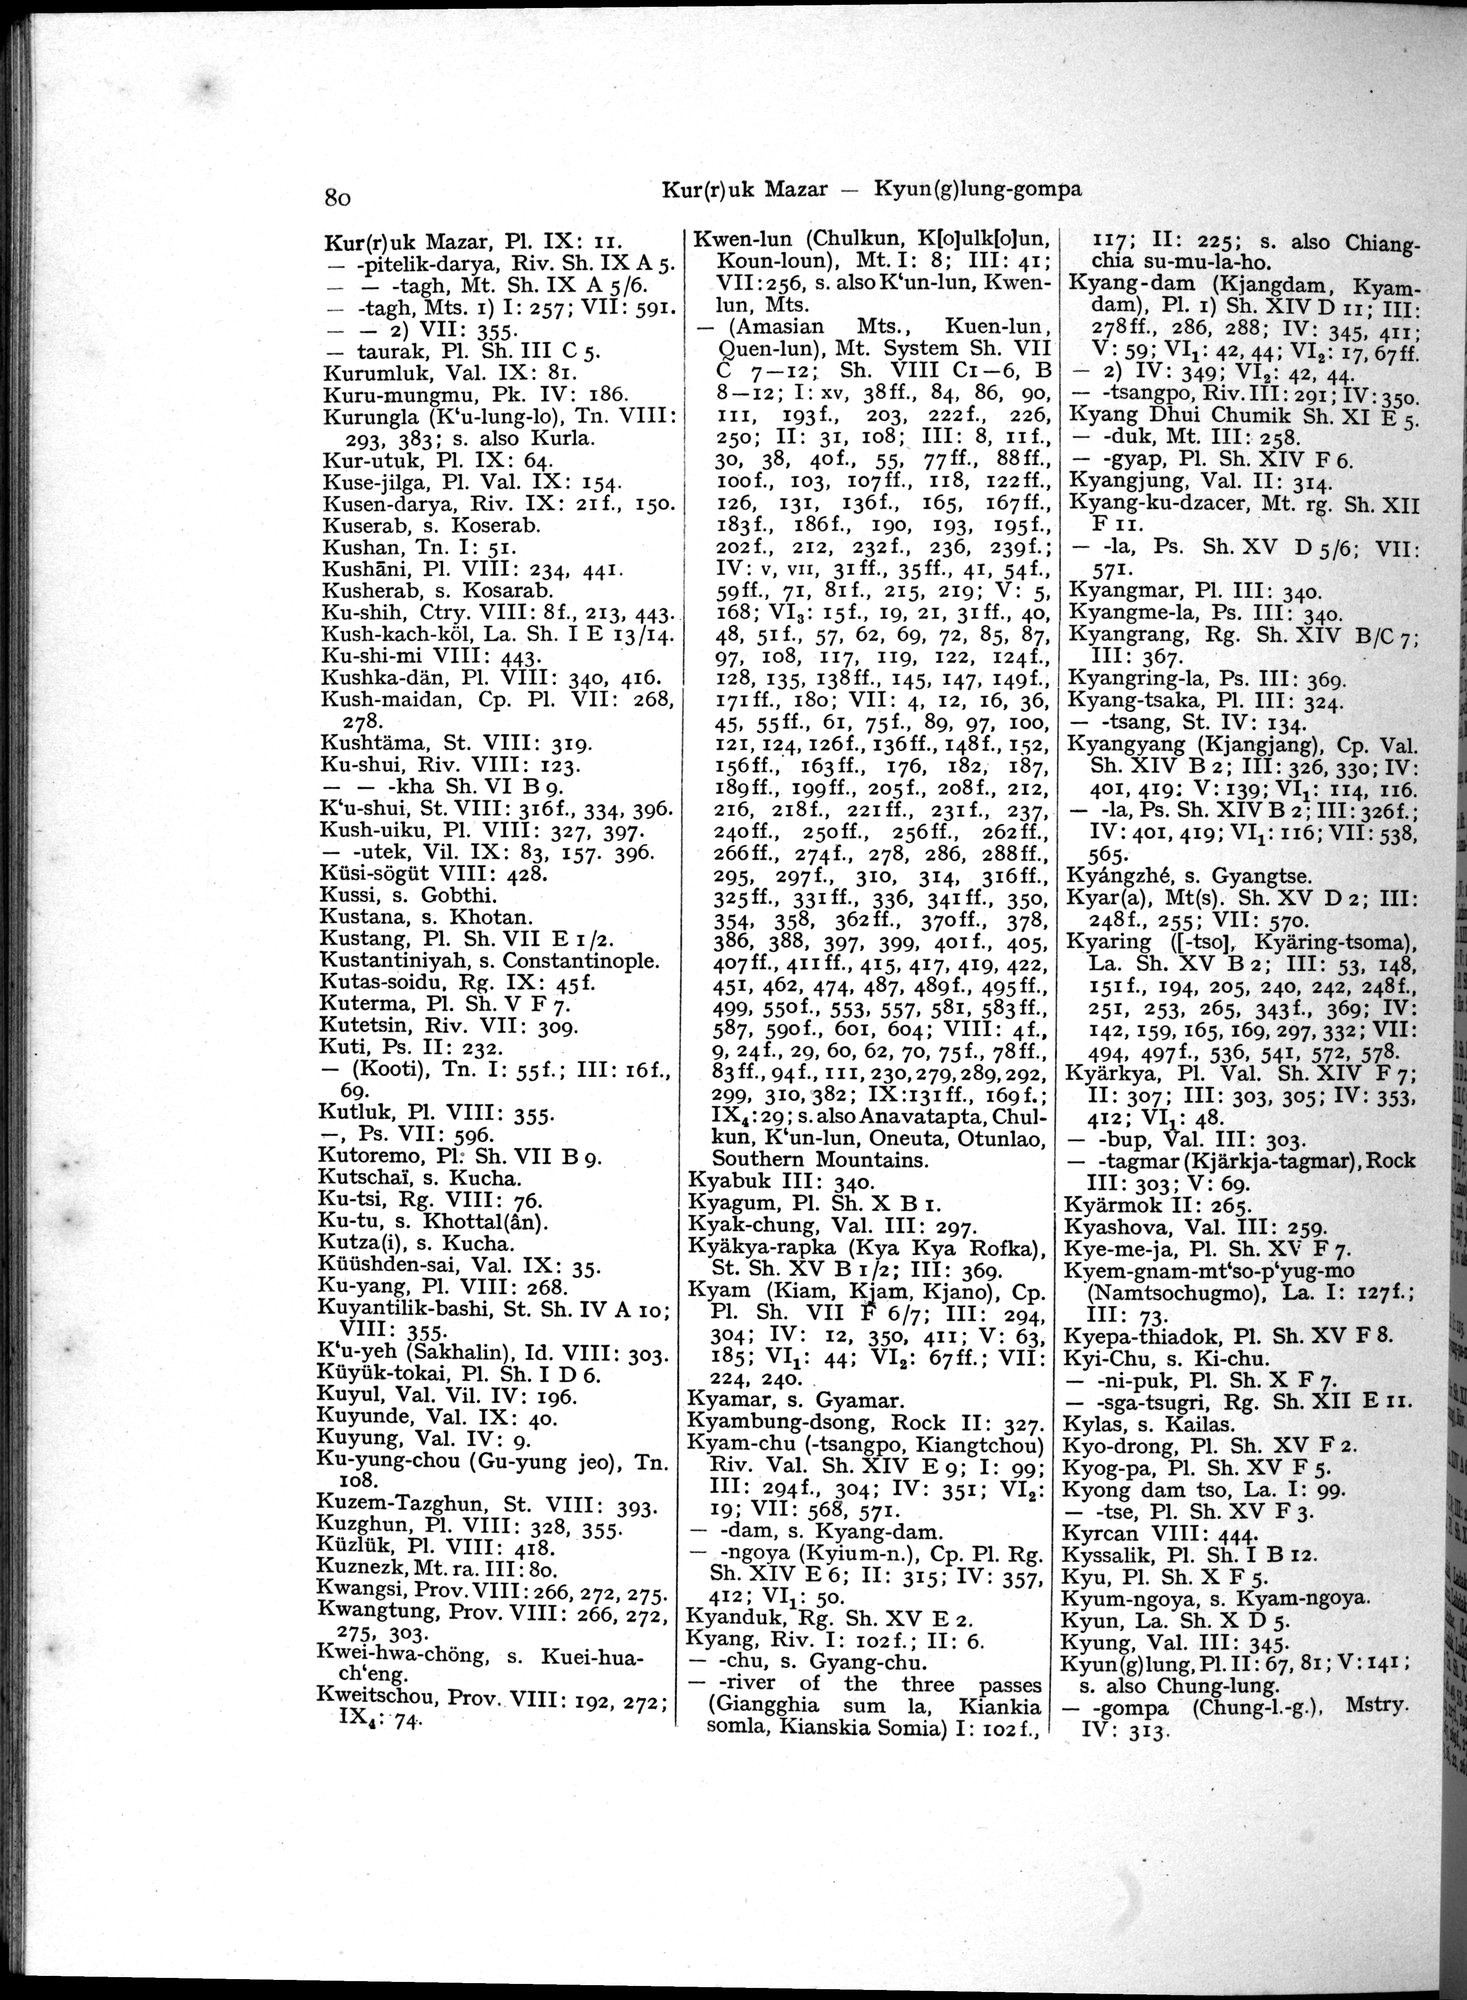 80
Kur(r)uk Mazar — Kyun(g)lung-gompa
Kur(r)uk Mazar, Pl. IX: 11.
— -pitelik-darya, Riv. Sh. IX A 5.
— — -tagh, Mt. Sh. IX A 5/6.
— -tagh, Mts. 1) I: 257; VII: 591.
— — 2) VII: 355.
— taurak, Pl. Sh. III C 5.
Kurumluk, Val. IX: 81.
Kuru-mungmu, Pk. IV: 186.
Kurungla (K‘u-lung-lo), Tn. VIII:
293, 383; s. also Kurla.
Kur-utuk, Pl. IX: 64.
Kuse-jilga, Pl. Val. IX: 154.
Kusen-darya, Riv. IX: 21f., 150.
Kuserab, s. Koserab.
Kushan, Tn. I: 51.
Kushāni, Pl. VIII: 234, 441.
Kusherab, s. Kosarab.
Ku-shih, Ctry. VIII: 8f., 213, 443.
Kush-kach-köl, La. Sh. I E 13/14.
Ku-shi-mi VIII: 443.
Kushka-dän, Pl. VIII: 340, 416.
Kush-maidan, Cp. Pl. VII: 268,
278.
Kushtäma, St. VIII: 319.
Ku-shui, Riv. VIII: 123.
— — -kha Sh. VI B 9.
K‘u-shui, St. VIII: 316f., 334, 396.
Kush-uiku, Pl. VIII: 327, 397.
— -utek, Vil. IX: 83, 157. 396.
Küsi-sögüt VIII: 428.
Kussi, s. Gobthi.
Kustana, s. Khotan.
Kustang, Pl. Sh. VII E 1/2.
Kustantiniyah, s. Constantinople.
Kutas-soidu, Rg. IX: 45f.
Kuterma, Pl. Sh. V F 7.
Kutetsin, Riv. VII: 309.
Kuti, Ps. II: 232.
— (Kooti), Tn. I: 55f.; III: 16f.,
69.
Kutluk, Pl. VIII: 355.
—, Ps. VII: 596.
Kutoremo, Pl. Sh. VII B 9.
Kutschaï, s. Kucha.
Ku-tsi, Rg. VIII: 76.
Ku-tu, s. Khottal(ân).
Kutza(i), s. Kucha.
Küüshden-sai, Val. IX: 35.
Ku-yang, Pl. VIII: 268.
Kuyantilik-bashi, St. Sh. IV A 10;
VIII: 355.
K‘u-yeh (Sakhalin), Id. VIII: 303.
Küyük-tokai, Pl. Sh. I D 6.
Kuyul, Val. Vil. IV: 196.
Kuyunde, Val. IX: 40.
Kuyung, Val. IV: 9.
Ku-yung-chou (Gu-yung jeo), Tn.
108.
Kuzem-Tazghun, St. VIII: 393.
Kuzghun, Pl. VIII: 328, 355.
Küzlük, Pl. VIII: 418.
Kuznezk, Mt. ra. III: 80.
Kwangsi, Prov. VIII: 266, 272, 275.
Kwangtung, Prov. VIII: 266, 272,
275, 303.
Kwei-hwa-chöng, s. Kuei-hua-
ch‘eng.
Kweitschou, Prov. VIII: 192, 272;
IX₄: 74.
Kwen-lun (Chulkun, K[o]ulk[o]un,
Koun-loun), Mt. I: 8; III: 41;
VII: 256, s. also K‘un-lun, Kwen-
lun, Mts.
— (Amasian Mts., Kuen-lun,
Quen-lun), Mt. System Sh. VII
C 7—12; Sh. VIII C1—6, B
8—12; I: xv, 38ff., 84, 86, 90,
111, 193f., 203, 222f., 226,
250; II: 31, 108; III: 8, 11f.,
30, 38, 40f., 55, 77ff., 88ff.,
100f., 103, 107ff., 118, 122ff.,
126, 131, 136f., 165, 167ff.,
183f., 186f., 190, 193, 195f.,
202f., 212, 232f., 236, 239f.;
IV: v, vii, 31ff., 35ff., 41, 54f.,
59ff., 71, 81f., 215, 219; V: 5,
168; VI₃: 15f., 19, 21, 31ff., 40,
48, 51f., 57, 62, 69, 72, 85, 87,
97, 108, 117, 119, 122, 124f.,
128, 135, 138ff., 145, 147, 149f.,
171ff., 180; VII: 4, 12, 16, 36,
45, 55ff., 61, 75f., 89, 97, 100,
121, 124, 126f., 136ff., 148f., 152,
156ff., 163ff., 176, 182, 187,
189ff., 199ff., 205f., 208f., 212,
216, 218f., 221ff., 231f., 237,
240ff., 250ff., 256ff., 262ff.,
266ff., 274f., 278, 286, 288ff.,
295, 297f., 310, 314, 316ff.,
325ff., 331ff., 336, 341ff., 350,
354, 358, 362ff., 370ff., 378,
386, 388, 397, 399, 401f., 405,
407ff., 411ff., 415, 417, 419, 422,
451, 462, 474, 487, 489f., 495ff.,
499, 550f., 553, 557, 581, 583ff.,
587, 590f., 601, 604; VIII: 4f.,
9, 24f., 29, 60, 62, 70, 75f., 78ff.,
83ff., 94f., 111, 230, 279, 289, 292,
299, 310, 382; IX: 131ff., 169f.;
IX₄: 29; s. also Anavatapta, Chul-
kun, K‘un-lun, Oneuta, Otunlao,
Southern Mountains.
Kyabuk III: 340.
Kyagum, Pl. Sh. X B 1.
Kyak-chung, Val. III: 297.
Kyäkya-rapka (Kya Kya Rofka),
St. Sh. XV B 1/2; III: 369.
Kyam (Kiam, Kjam, Kjano), Cp.
Pl. Sh. VII F 6/7; III: 294,
304; IV: 12, 350, 411; V: 63,
185; VI₁: 44; VI₂: 67ff.; VII:
224, 240.
Kyamar, s. Gyamar.
Kyambung-dsong, Rock II: 327.
Kyam-chu (-tsangpo, Kiangtchou)
Riv. Val. Sh. XIV E 9; I: 99;
III: 294f., 304; IV: 351; VI₂:
19; VII: 568, 571.
— -dam, s. Kyang-dam.
— -ngoya (Kyium-n.), Cp. Pl. Rg.
Sh. XIV E 6; II: 315; IV: 357,
412; VI₁: 50.
Kyanduk, Rg. Sh. XV E 2.
Kyang, Riv. I: 102f.; II: 6.
— -chu, s. Gyang-chu.
— -river of the three passes
(Giangghia sum la, Kiankia
somla, Kianskia Somia) I: 102f.,
117; II: 225; s. also Chiang-
chia su-mu-la-ho.
Kyang-dam (Kjangdam, Kyam-
dam), Pl. 1) Sh. XIV D 11; III:
278ff., 286, 288; IV: 345, 411;
V: 59; VI₁: 42, 44; VI₂: 17, 67ff.
— 2) IV: 349; VI₂: 42, 44.
— -tsangpo, Riv. III: 291; IV: 350.
Kyang Dhui Chumik Sh. XI E 5.
— -duk, Mt. III: 258.
— -gyap, Pl. Sh. XIV F 6.
Kyangjung, Val. II: 314.
Kyang-ku-dzacer, Mt. rg. Sh. XII
F 11.
— -la, Ps. Sh. XV D 5/6; VII:
571.
Kyangmar, Pl. III: 340.
Kyangme-la, Ps. III: 340.
Kyangrang, Rg. Sh. XIV B/C 7;
III: 367.
Kyangring-la, Ps. III: 369.
Kyang-tsaka, Pl. III: 324.
— -tsang, St. IV: 134.
Kyangyang (Kjangjang), Cp. Val.
Sh. XIV B 2; III: 326, 330; IV:
401, 419; V: 139; VI₁: 114, 116.
— -la, Ps. Sh. XIV B 2; III: 326f.;
IV: 401, 419; VI₁: 116; VII: 538,
565.
Kyángzhé, s. Gyangtse.
Kyar(a), Mt(s). Sh. XV D 2; III:
248f., 255; VII: 570.
Kyaring ([-tso], Kyäring-tsoma),
La. Sh. XV B 2; III: 53, 148,
151f., 194, 205, 240, 242, 248f.,
251, 253, 265, 343f., 369; IV:
142, 159, 165, 169, 297, 332; VII:
494, 497f., 536, 541, 572, 578.
Kyärkya, Pl. Val. Sh. XIV F 7;
II: 307; III: 303, 305; IV: 353,
412; VI₁: 48.
— -bup, Val. III: 303.
— -tagmar (Kjärkja-tagmar), Rock
III: 303; V: 69.
Kyärmok II: 265.
Kyashova, Val. III: 259.
Kye-me-ja, Pl. Sh. XV F 7.
Kyem-gnam-mt‘so-p‘yug-mo
(Namtsochugmo), La. I: 127f.;
III: 73.
Kyepa-thiadok, Pl. Sh. XV F 8.
Kyi-Chu, s. Ki-chu.
— -ni-puk, Pl. Sh. X F 7.
— -sga-tsugri, Rg. Sh. XII E 11.
Kylas, s. Kailas.
Kyo-drong, Pl. Sh. XV F 2.
Kyog-pa, Pl. Sh. XV F 5.
Kyong dam tso, La. I: 99.
— -tse, Pl. Sh. XV F 3.
Kyrcan VIII: 444.
Kyssalik, Pl. Sh. I B 12.
Kyu, Pl. Sh. X F 5.
Kyum-ngoya, s. Kyam-ngoya.
Kyun, La. Sh. X D 5.
Kyung, Val. III: 345.
Kyun(g)lung, Pl. II: 67, 81; V: 141;
s. also Chung-lung.
— -gompa (Chung-l.-g.), Mstry.
IV: 313.